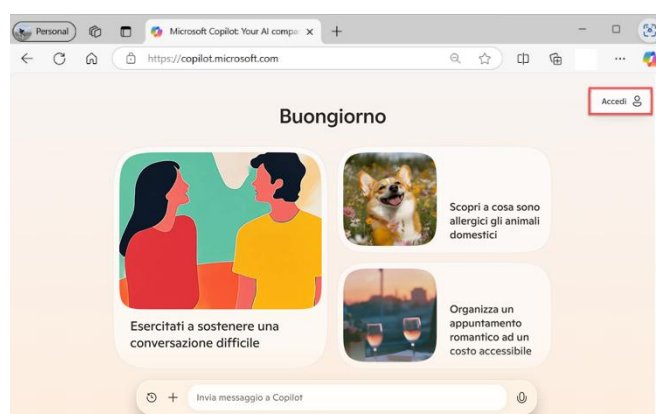 Personal
Microsoft Copilot: Your AI compa
https://copilot.microsoft.com
Accedi
Buongiorno
Esercitati a sostenere una
conversazione difficile
Scopri a cosa sono
allergici gli animali
domestici
Organizza un
appuntamento
romantico ad un
costo accessibile
Invia messaggio a Copilot